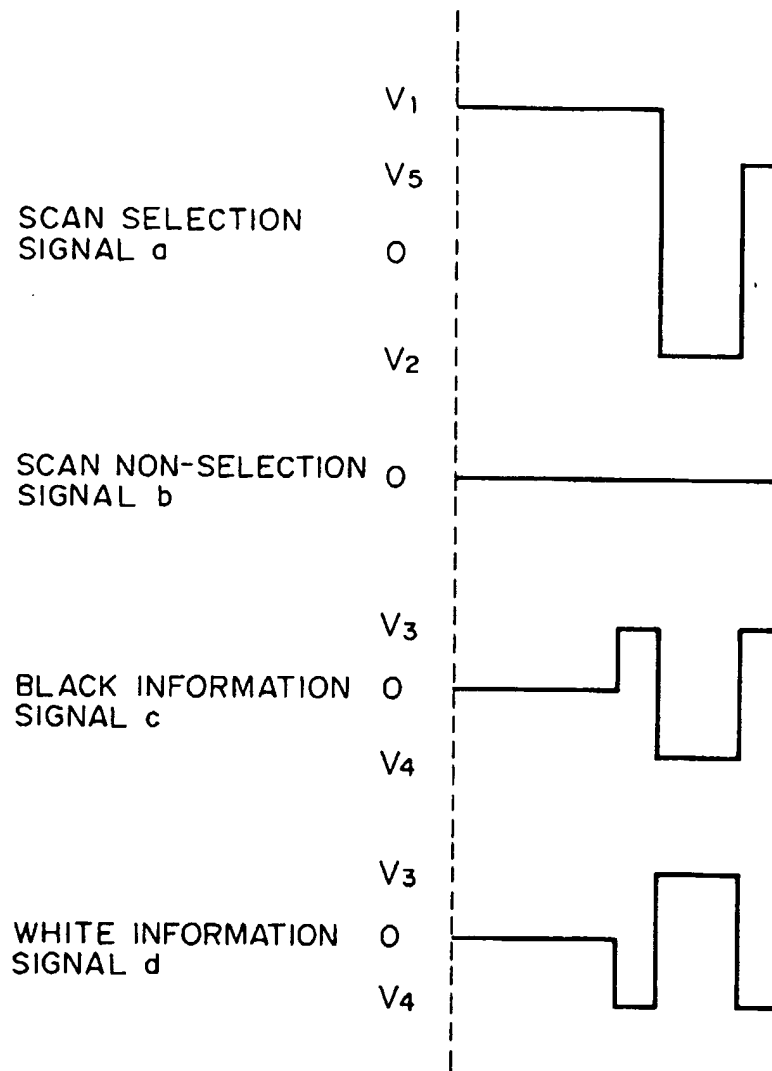 V1
V5
SCAN SELECTION
SIGNAL a
0
V2
SCAN NON-SELECTION
SIGNAL b
0
V3
BLACK INFORMATION
SIGNAL c
0
V4
V3
WHITE INFORMATION
SIGNAL d
0
V4